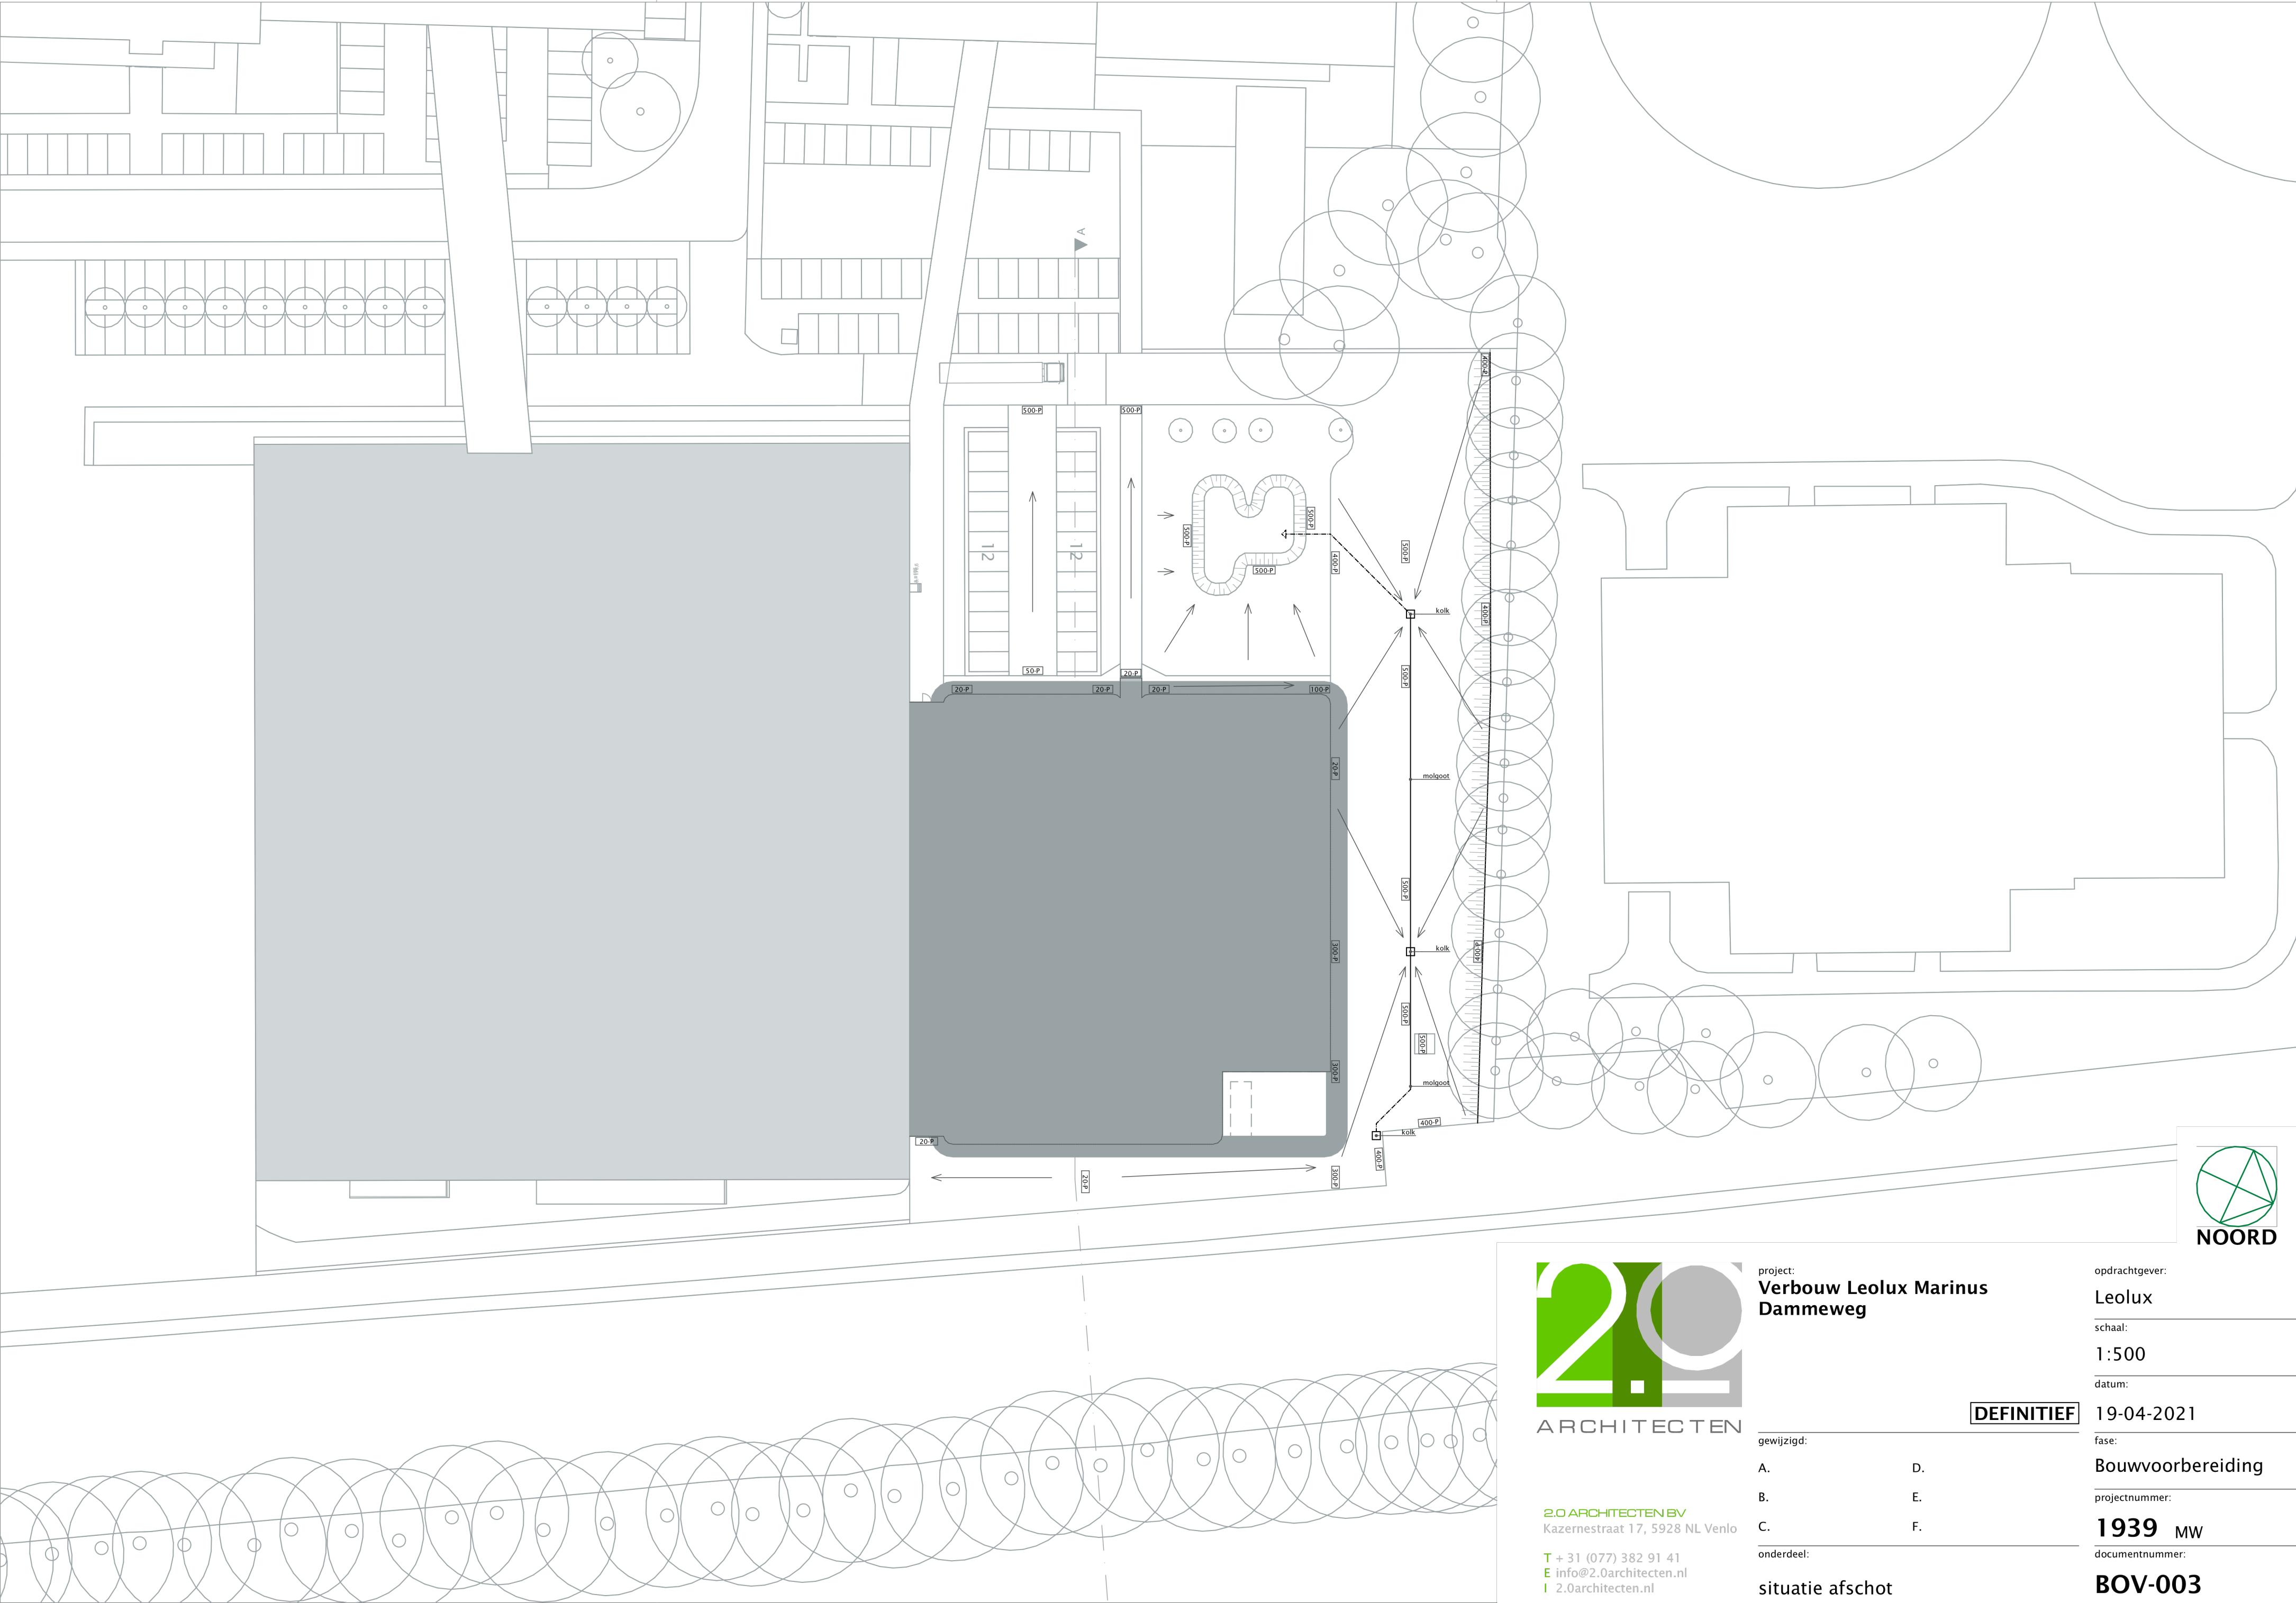 A
500-P
500-P
400-P
12
12
500-P
500-P
500-P
500-P
400-P
kolk
400-P
50-P
20-P
500-P
20-P
20-P
20-P
100-P
20-P
molgoot
500-P
300-P
kolk
400-P
500-P
500-P
300-P
molgoot
400-P
kolk
20-P
400-P
20-P
300-P
NOORD
2.0
ARCHITECTEN
project:
Verbouw Leolux Marinus
Dammeweg
DEFINITIEF
gewijzigd:
A.
D.
B.
E.
C.
F.
onderdeel:
situatie afschot
opdrachtgever:
Leolux
schaal:
1:500
datum:
19-04-2021
fase:
Bouwvoorbereiding
projectnummer:
1939 MW
documentnummer:
BOV-003
2.0 ARCHITECTEN BV
Kazernestraat 17, 5928 NL Venlo
T + 31 (077) 382 91 41
E info@2.0architecten.nl
I 2.0architecten.nl